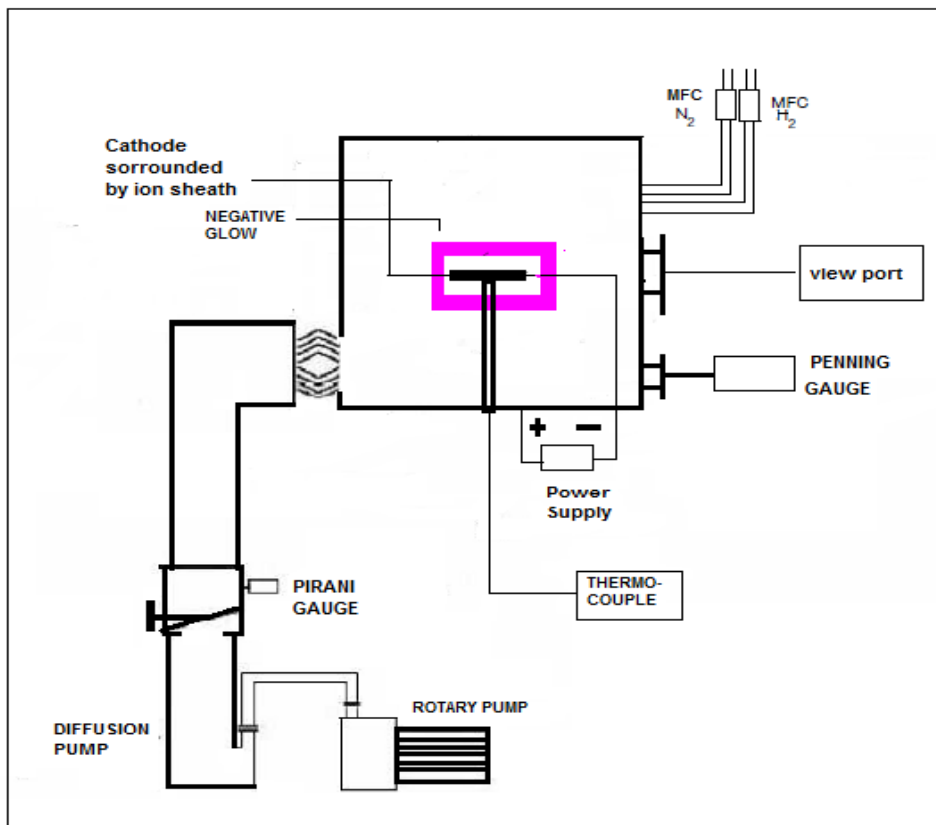 MFC
N2
MFC
H2
Cathode
sorrounded
by ion sheath
NEGATIVE
GLOW
view port
PENNING
GAUGE
+ −
Power
Supply
THERMO-
COUPLE
PIRANI
GAUGE
ROTARY PUMP
DIFFUSION
PUMP